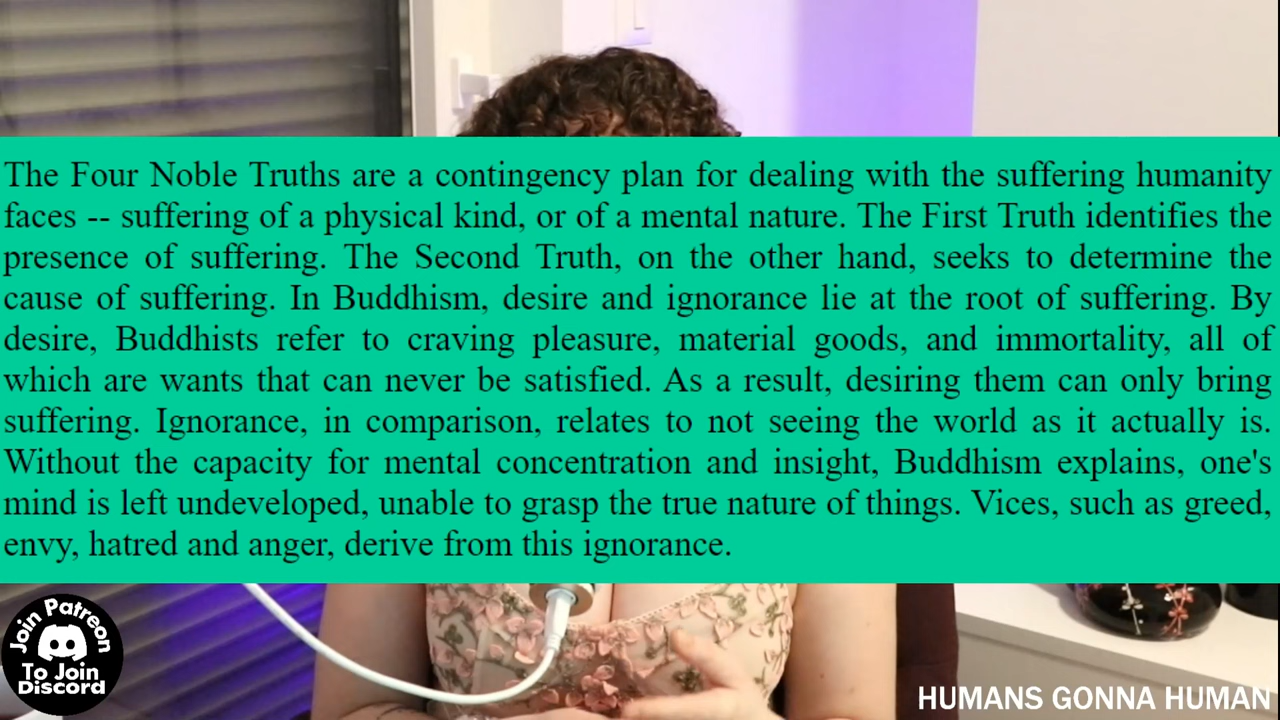 The Four Noble Truths are a contingency plan for dealing with the suffering humanity
faces -- suffering of a physical kind, or of a mental nature. The First Truth identifies the
presence of suffering. The Second Truth, on the other hand, seeks to determine the
cause of suffering. In Buddhism, desire and ignorance lie at the root of suffering. By
desire, Buddhists refer to craving pleasure, material goods, and immortality, all of
which are wants that can never be satisfied. As a result, desiring them can only bring
suffering. Ignorance, in comparison, relates to not seeing the world as it actually is.
Without the capacity for mental concentration and insight, Buddhism explains, one's
mind is left undeveloped, unable to grasp the true nature of things. Vices, such as greed,
envy, hatred and anger, derive from this ignorance.
Join Patreon
To Join
Discord
HUMANS GONNA HUMAN